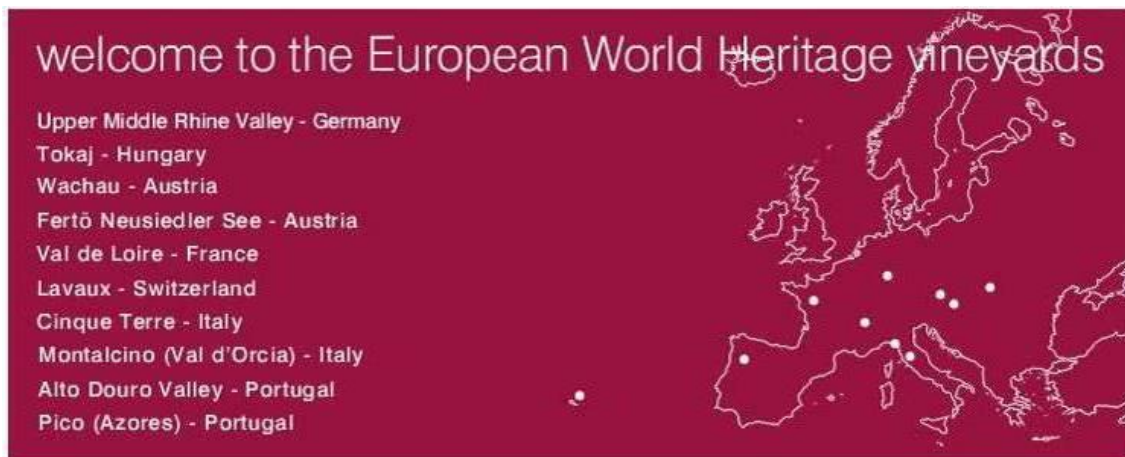 welcome to the European World Heritage vineyards
Upper Middle Rhine Valley - Germany
Tokaj - Hungary
Wachau - Austria
Fertö Neusiedler See - Austria
Val de Loire - France
Lavaux - Switzerland
Cinque Terre - Italy
Montalcino (Val d'Orcia) - Italy
Alto Douro Valley - Portugal
Pico (Azores) - Portugal